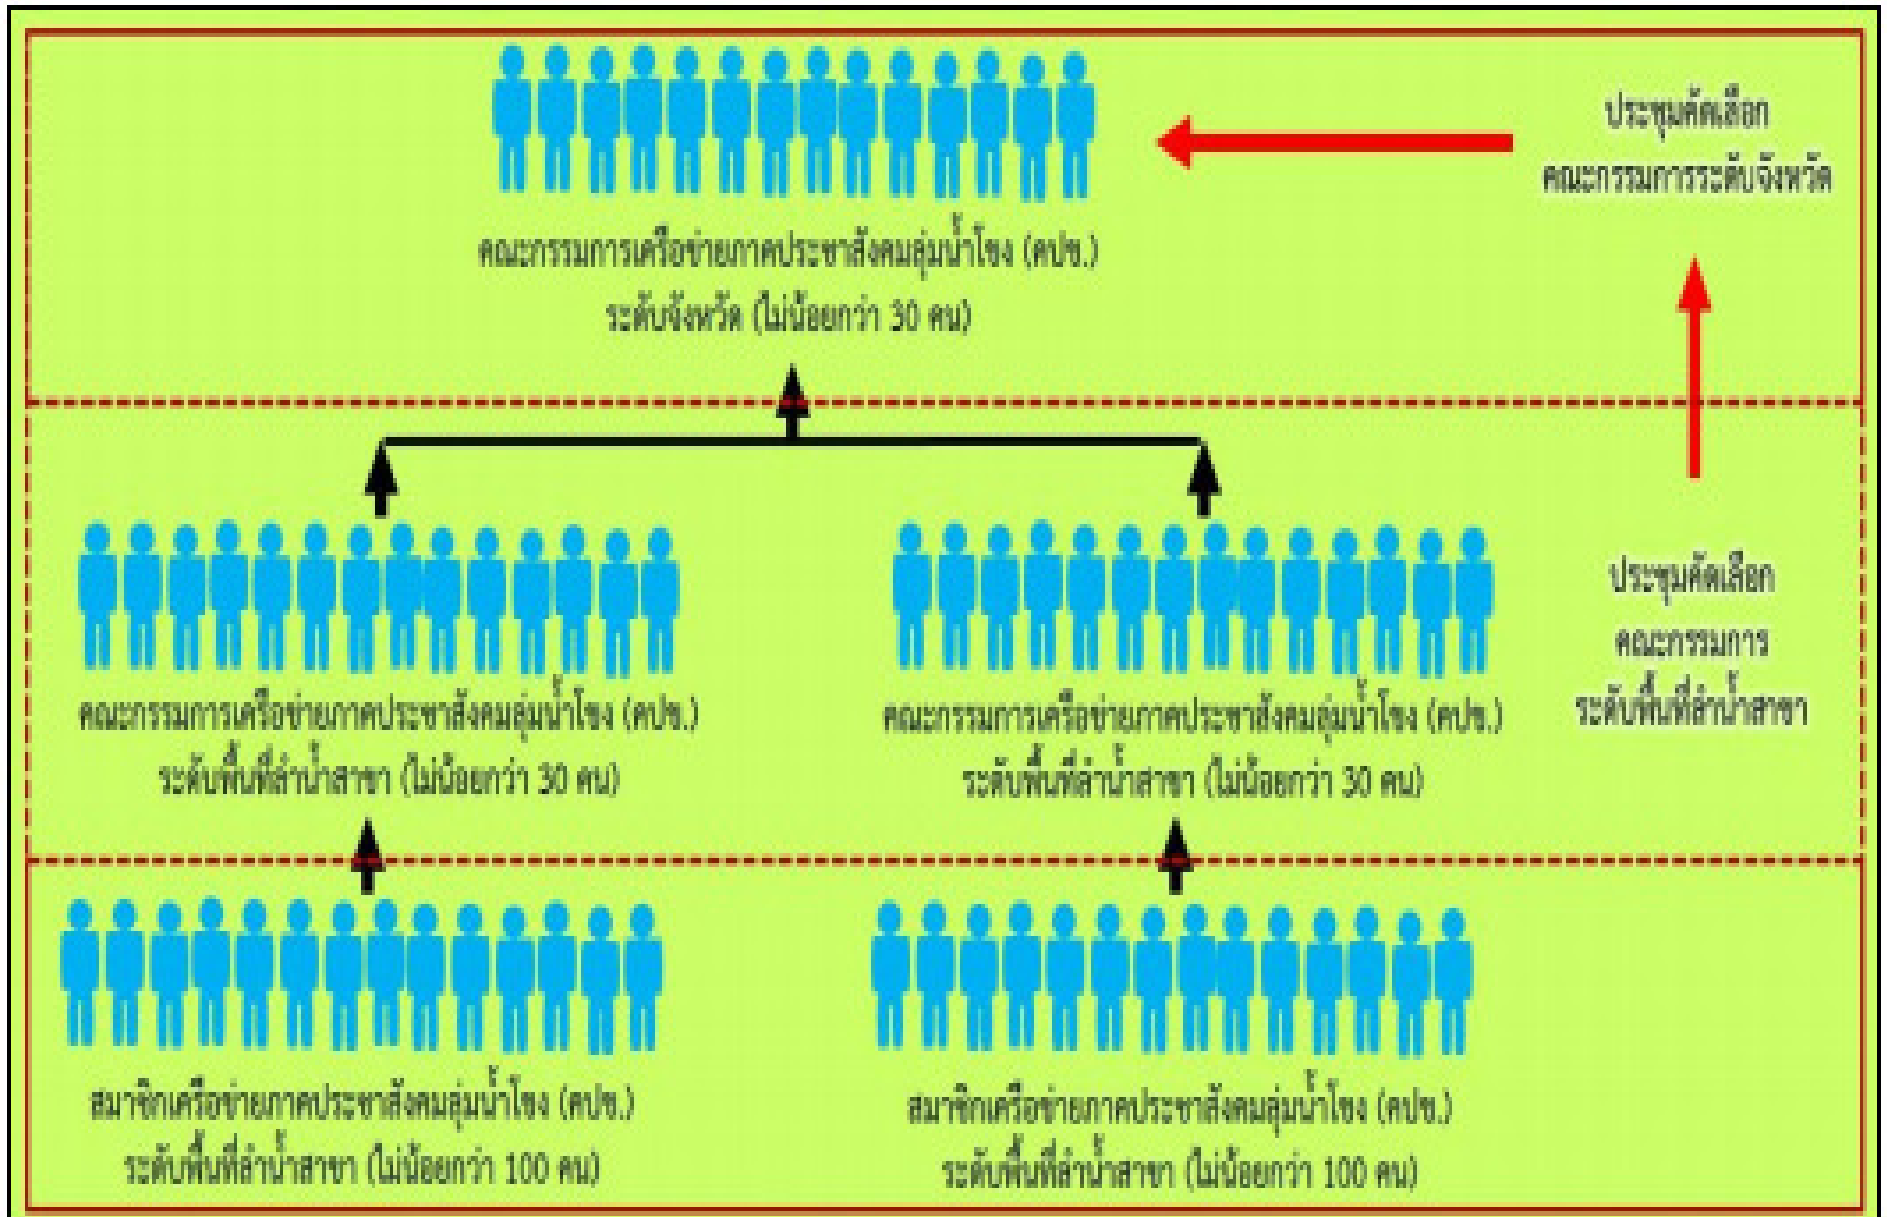 ประชุมคัดเลือก
คณะกรรมการระดับจังหวัด
คณะกรรมการเครือข่ายภาคประชาสังคมลุ่มน้ำโขง (คปข.)
ระดับจังหวัด (ไม่น้อยกว่า 30 คน)
คณะกรรมการเครือข่ายภาคประชาสังคมลุ่มน้ำโขง (คปข.)
ระดับพื้นที่ลำน้ำสาขา (ไม่น้อยกว่า 30 คน)
คณะกรรมการเครือข่ายภาคประชาสังคมลุ่มน้ำโขง (คปข.)
ระดับพื้นที่ลำน้ำสาขา (ไม่น้อยกว่า 30 คน)
ประชุมคัดเลือก
คณะกรรมการ
ระดับพื้นที่ลำน้ำสาขา
สมาชิกเครือข่ายภาคประชาสังคมลุ่มน้ำโขง (คปข.)
ระดับพื้นที่ลำน้ำสาขา (ไม่น้อยกว่า 100 คน)
สมาชิกเครือข่ายภาคประชาสังคมลุ่มน้ำโขง (คปข.)
ระดับพื้นที่ลำน้ำสาขา (ไม่น้อยกว่า 100 คน)